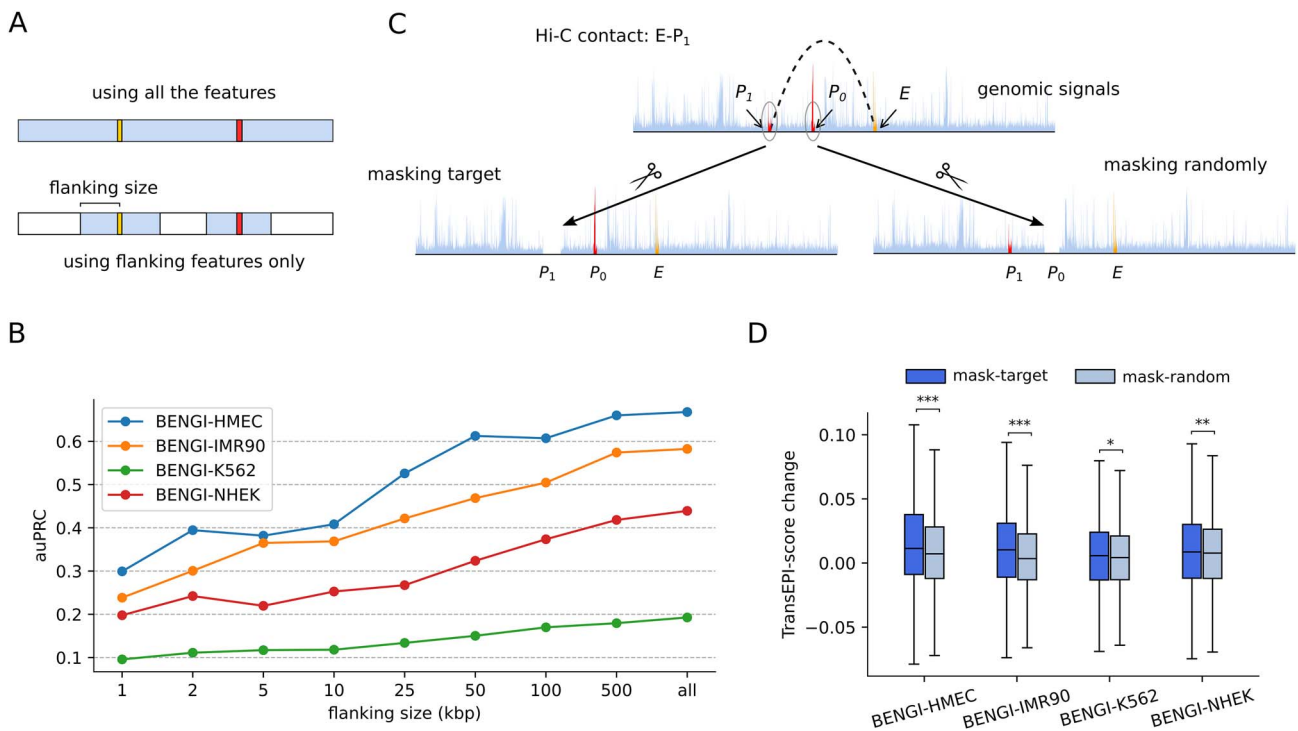 A
using all the features
flanking size
using flanking features only
C
Hi-C contact: E-P1
P1
P0
E
genomic signals
masking target
masking randomly
P1 P0 E
P1 P0 E
B
BENGI-HMEC
BENGI-IMR90
BENGI-K562
BENGI-NHEK
auPRC
0.6
0.5
0.4
0.3
0.2
0.1
1 2 5 10 25 50 100 500 all
flanking size (kbp)
D
mask-target mask-random
*** *** * **
TransEPI-score change
0.10
0.05
0.00
−0.05
BENGI-HMEC BENGI-IMR90 BENGI-K562 BENGI-NHEK